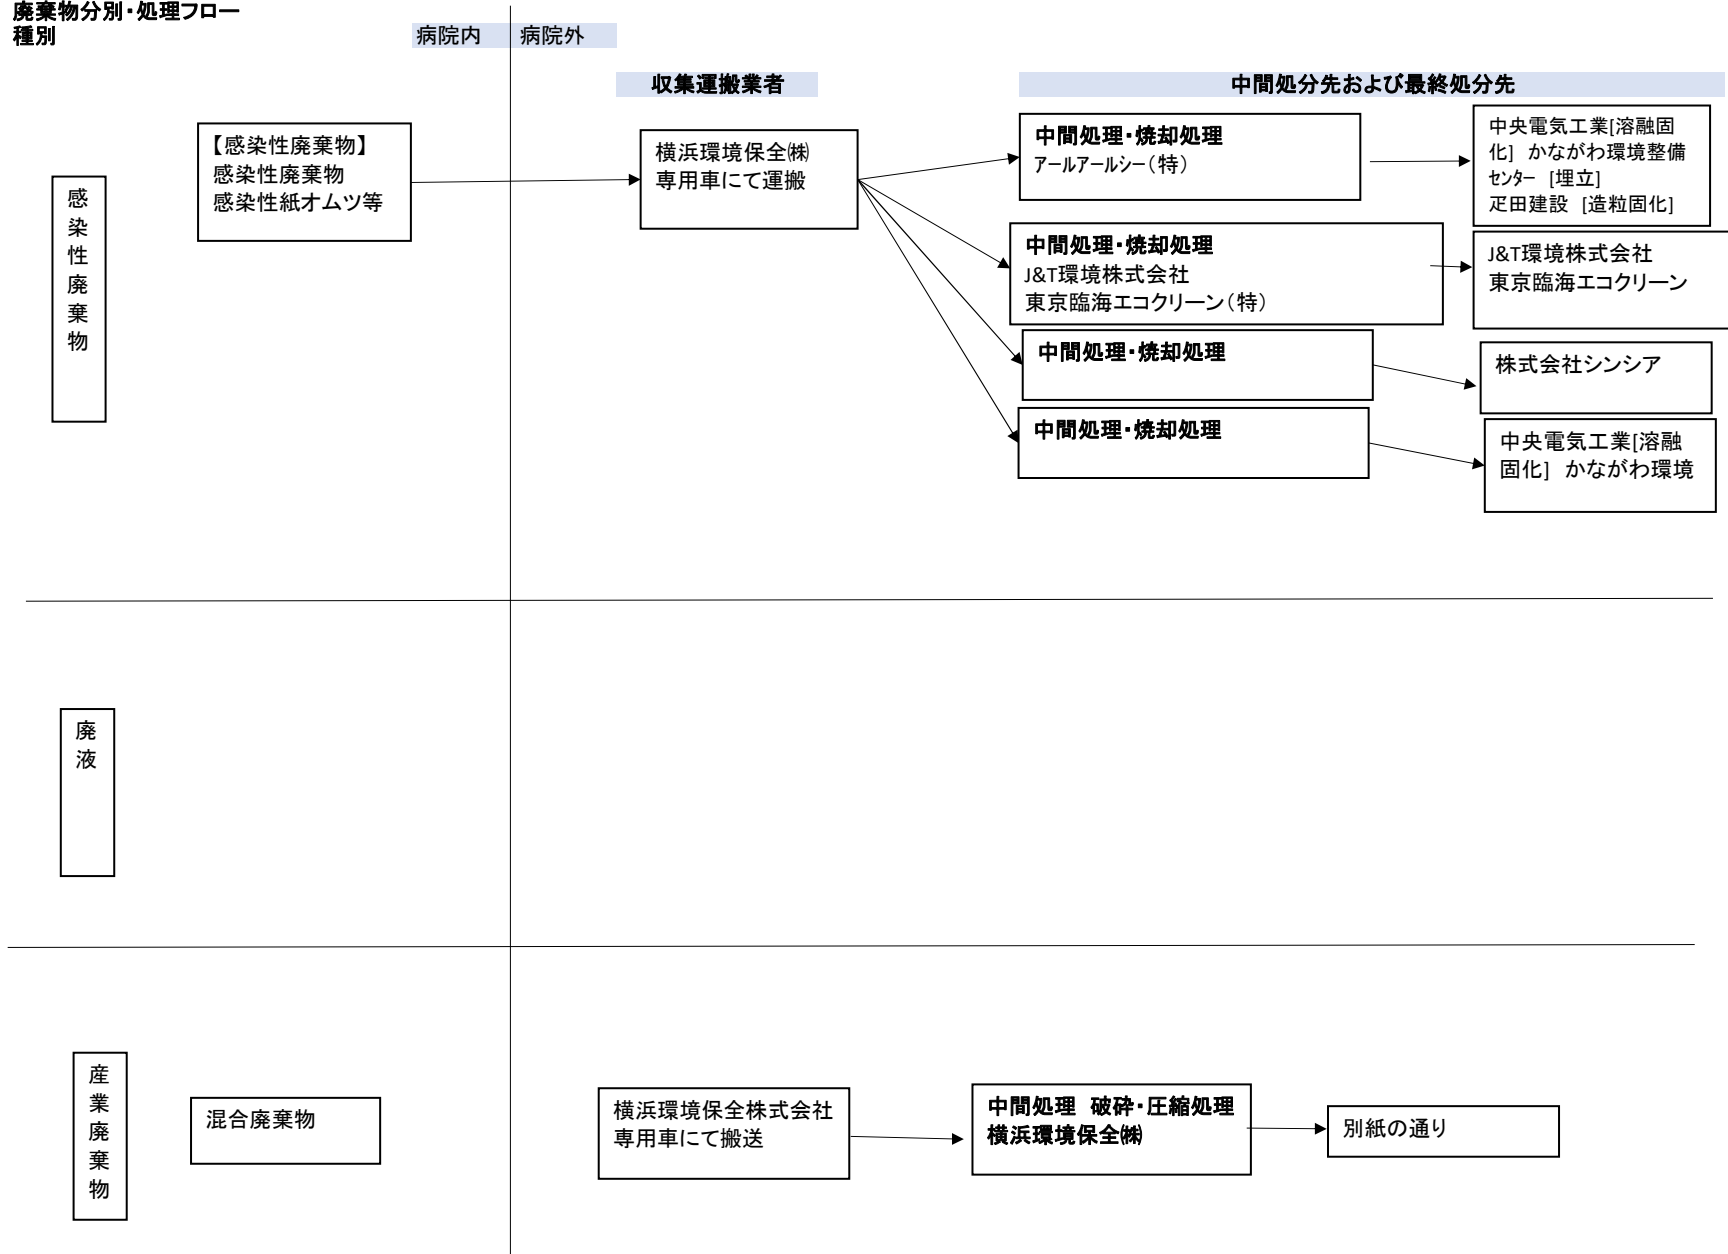 廃棄物分別・処理フロー
種別
病院内
病院外
収集運搬業者
中間処分先および最終処分先
感染性廃棄物
【感染性廃棄物】
感染性廃棄物
感染性紙オムツ等
横浜環境保全㈱
専用車にて運搬
中間処理・焼却処理
アールアールシー（特）
中央電気工業[溶融固
化]　かながわ環境整備
センター　[埋立]
疋田建設　[造粒固化]
中間処理・焼却処理
J&T環境株式会社
東京臨海エコクリーン（特）
J&T環境株式会社
東京臨海エコクリーン
中間処理・焼却処理
株式会社シンシア
中間処理・焼却処理
中央電気工業[溶融
固化]　かながわ環境
廃液
産業廃棄物
混合廃棄物
横浜環境保全株式会社
専用車にて搬送
中間処理　破砕・圧縮処理
横浜環境保全㈱
別紙の通り